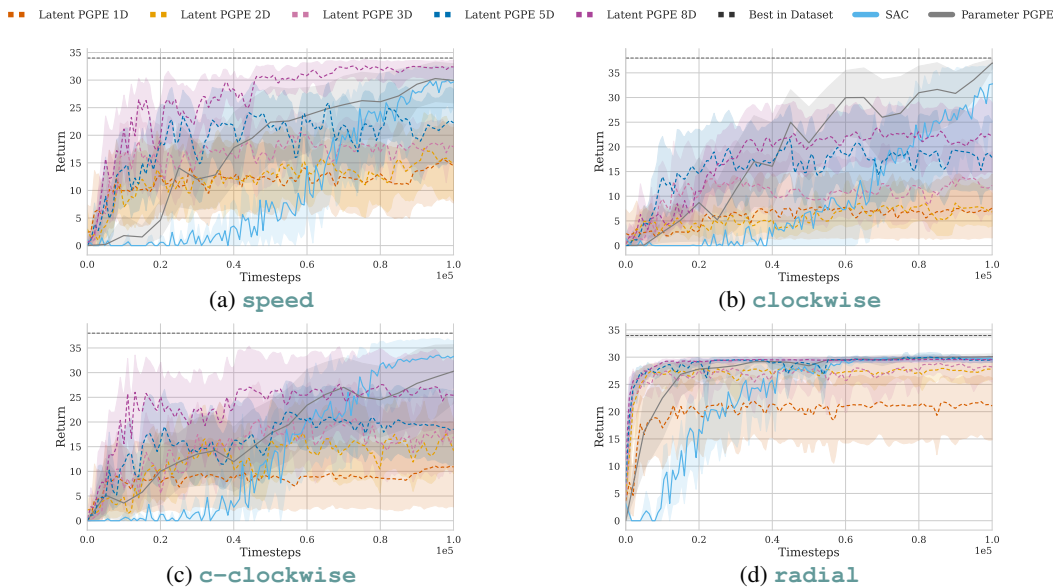 Latent PGPE 1D Latent PGPE 2D Latent PGPE 3D Latent PGPE 5D Latent PGPE 8D Best in Dataset SAC Parameter PGPE
35
30
25
20
15
10
5
0
Return
0.0 0.2 0.4 0.6 0.8 1.0
Timesteps 1e5
(a) speed
35
30
25
20
15
10
5
0
Return
0.0 0.2 0.4 0.6 0.8 1.0
Timesteps 1e5
(b) clockwise
35
30
25
20
15
10
5
0
Return
0.0 0.2 0.4 0.6 0.8 1.0
Timesteps 1e5
(c) c-clockwise
35
30
25
20
15
10
5
0
Return
0.0 0.2 0.4 0.6 0.8 1.0
Timesteps 1e5
(d) radial